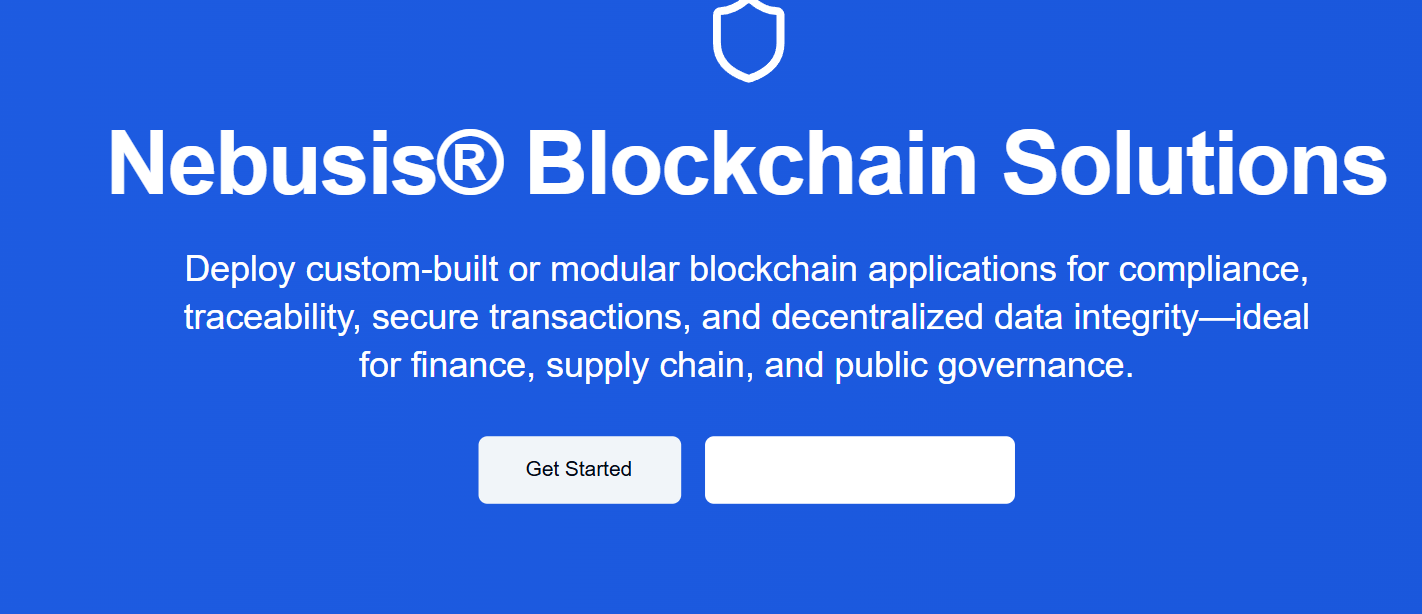 Nebusis® Blockchain Solutions
Deploy custom-built or modular blockchain applications for compliance,
traceability, secure transactions, and decentralized data integrity—ideal
for finance, supply chain, and public governance.
Get Started